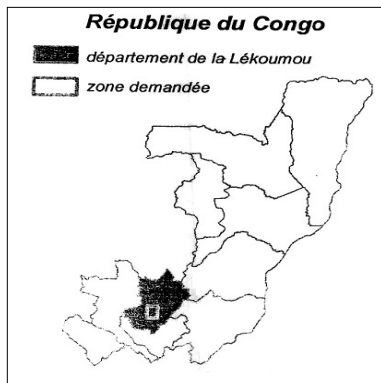 République du Congo
département de la Lékoumou
zone demandée